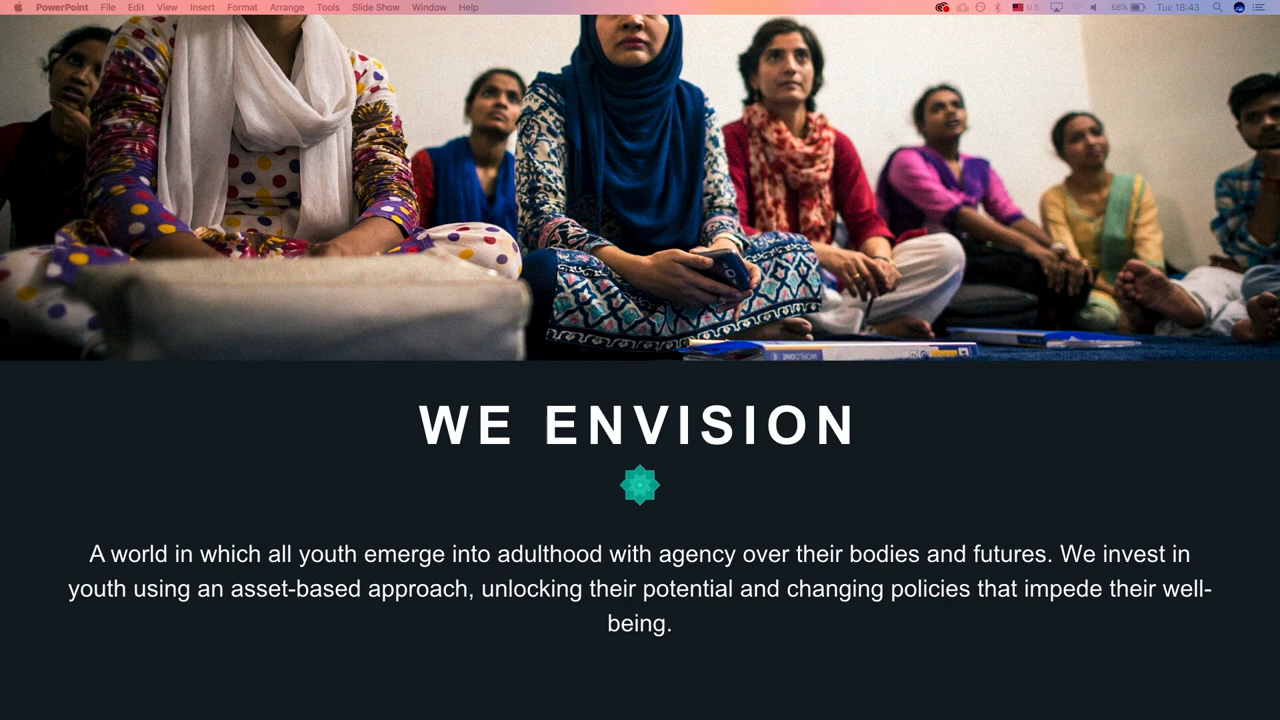 PowerPoint File Edit View Insert Format Arrange Tools Slide Show Window Help U.S. 68% Tue 18:43
WE ENVISION
A world in which all youth emerge into adulthood with agency over their bodies and futures. We invest in
youth using an asset-based approach, unlocking their potential and changing policies that impede their well-
being.